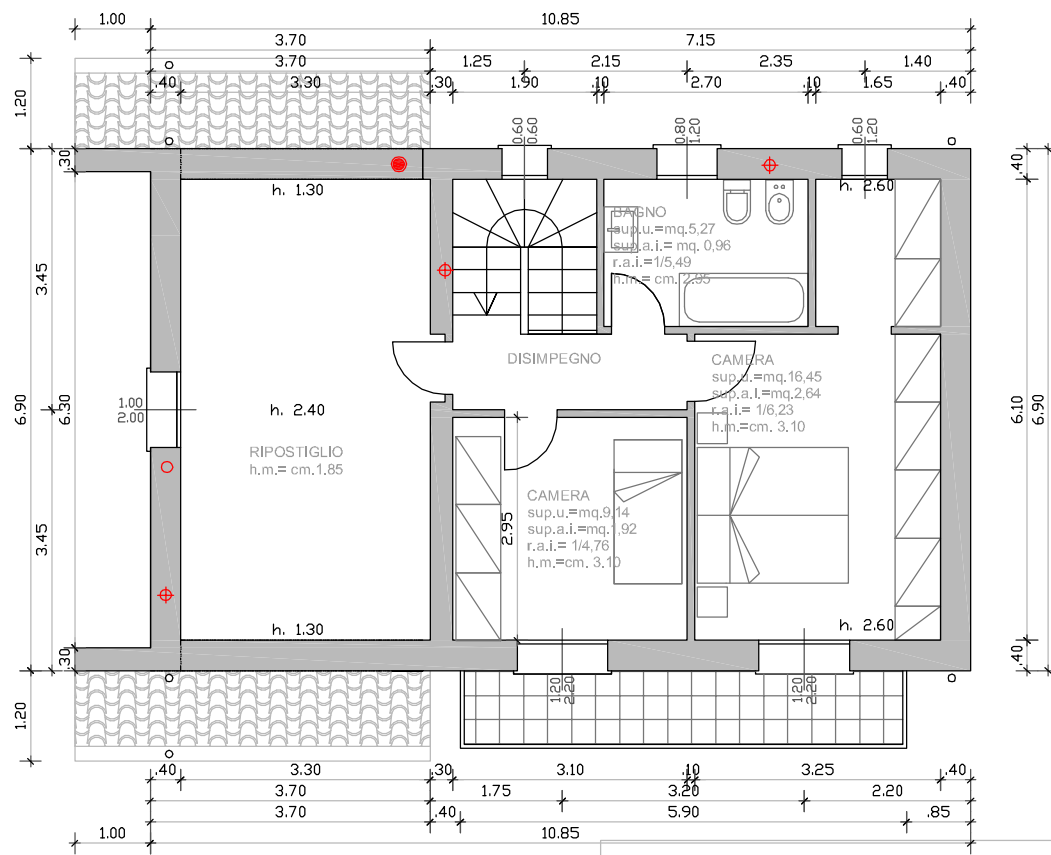 1.00
10.85
3.70
7.15
3.70
1.25
2.15
2.35
1.40
.40
3.30
.30
1.90
.10
2.70
.10
1.65
.40
1.20
0.60
0.60
0.80
1.20
0.60
1.20
.30
.40
h. 1.30
h. 2.60
BAGNO
sup.u.=mq.5,27
sup.a.i.= mq. 0,96
r.a.i.=1/5,49
h.m.= cm. 2.95
3.45
DISIMPEGNO
CAMERA
sup.u.=mq.16,45
sup.a.i.=mq.2,64
r.a.i.= 1/6,23
h.m.=cm. 3.10
6.90
6.30
1.00
2.00
h. 2.40
6.10
6.90
RIPOSTIGLIO
h.m.= cm.1.85
CAMERA
sup.u.=mq.9,14
sup.a.i.=mq.1,92
r.a.i.= 1/4,76
h.m.=cm. 3.10
2.95
3.45
h. 1.30
h. 2.60
.30
.40
1.20
1.20
2.20
1.20
2.20
.40
3.30
.30
3.10
.10
3.25
.40
3.70
1.75
3.20
2.20
3.70
.40
5.90
.85
1.00
10.85